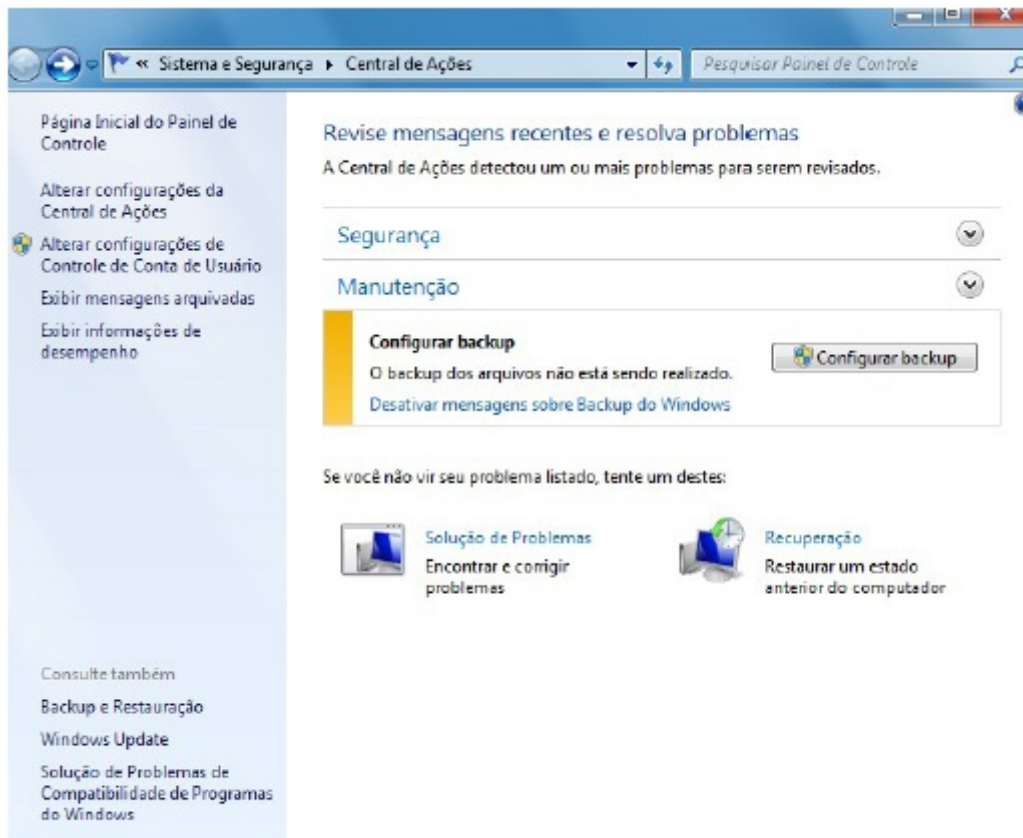 « Sistema e Segurança ▸ Central de Ações
Pesquisar Painel de Controle
Página Inicial do Painel de
Controle
Alterar configurações da
Central de Ações
Alterar configurações de
Controle de Conta de Usuário
Exibir mensagens arquivadas
Exibir informações de
desempenho
Consulte também
Backup e Restauração
Windows Update
Solução de Problemas de
Compatibilidade de Programas
do Windows
Revise mensagens recentes e resolva problemas
A Central de Ações detectou um ou mais problemas para serem revisados.
Segurança
Manutenção
Configurar backup
O backup dos arquivos não está sendo realizado.
Desativar mensagens sobre Backup do Windows
Configurar backup
Se você não vir seu problema listado, tente um destes:
Solução de Problemas
Encontrar e corrigir
problemas
Recuperação
Restaurar um estado
anterior do computador